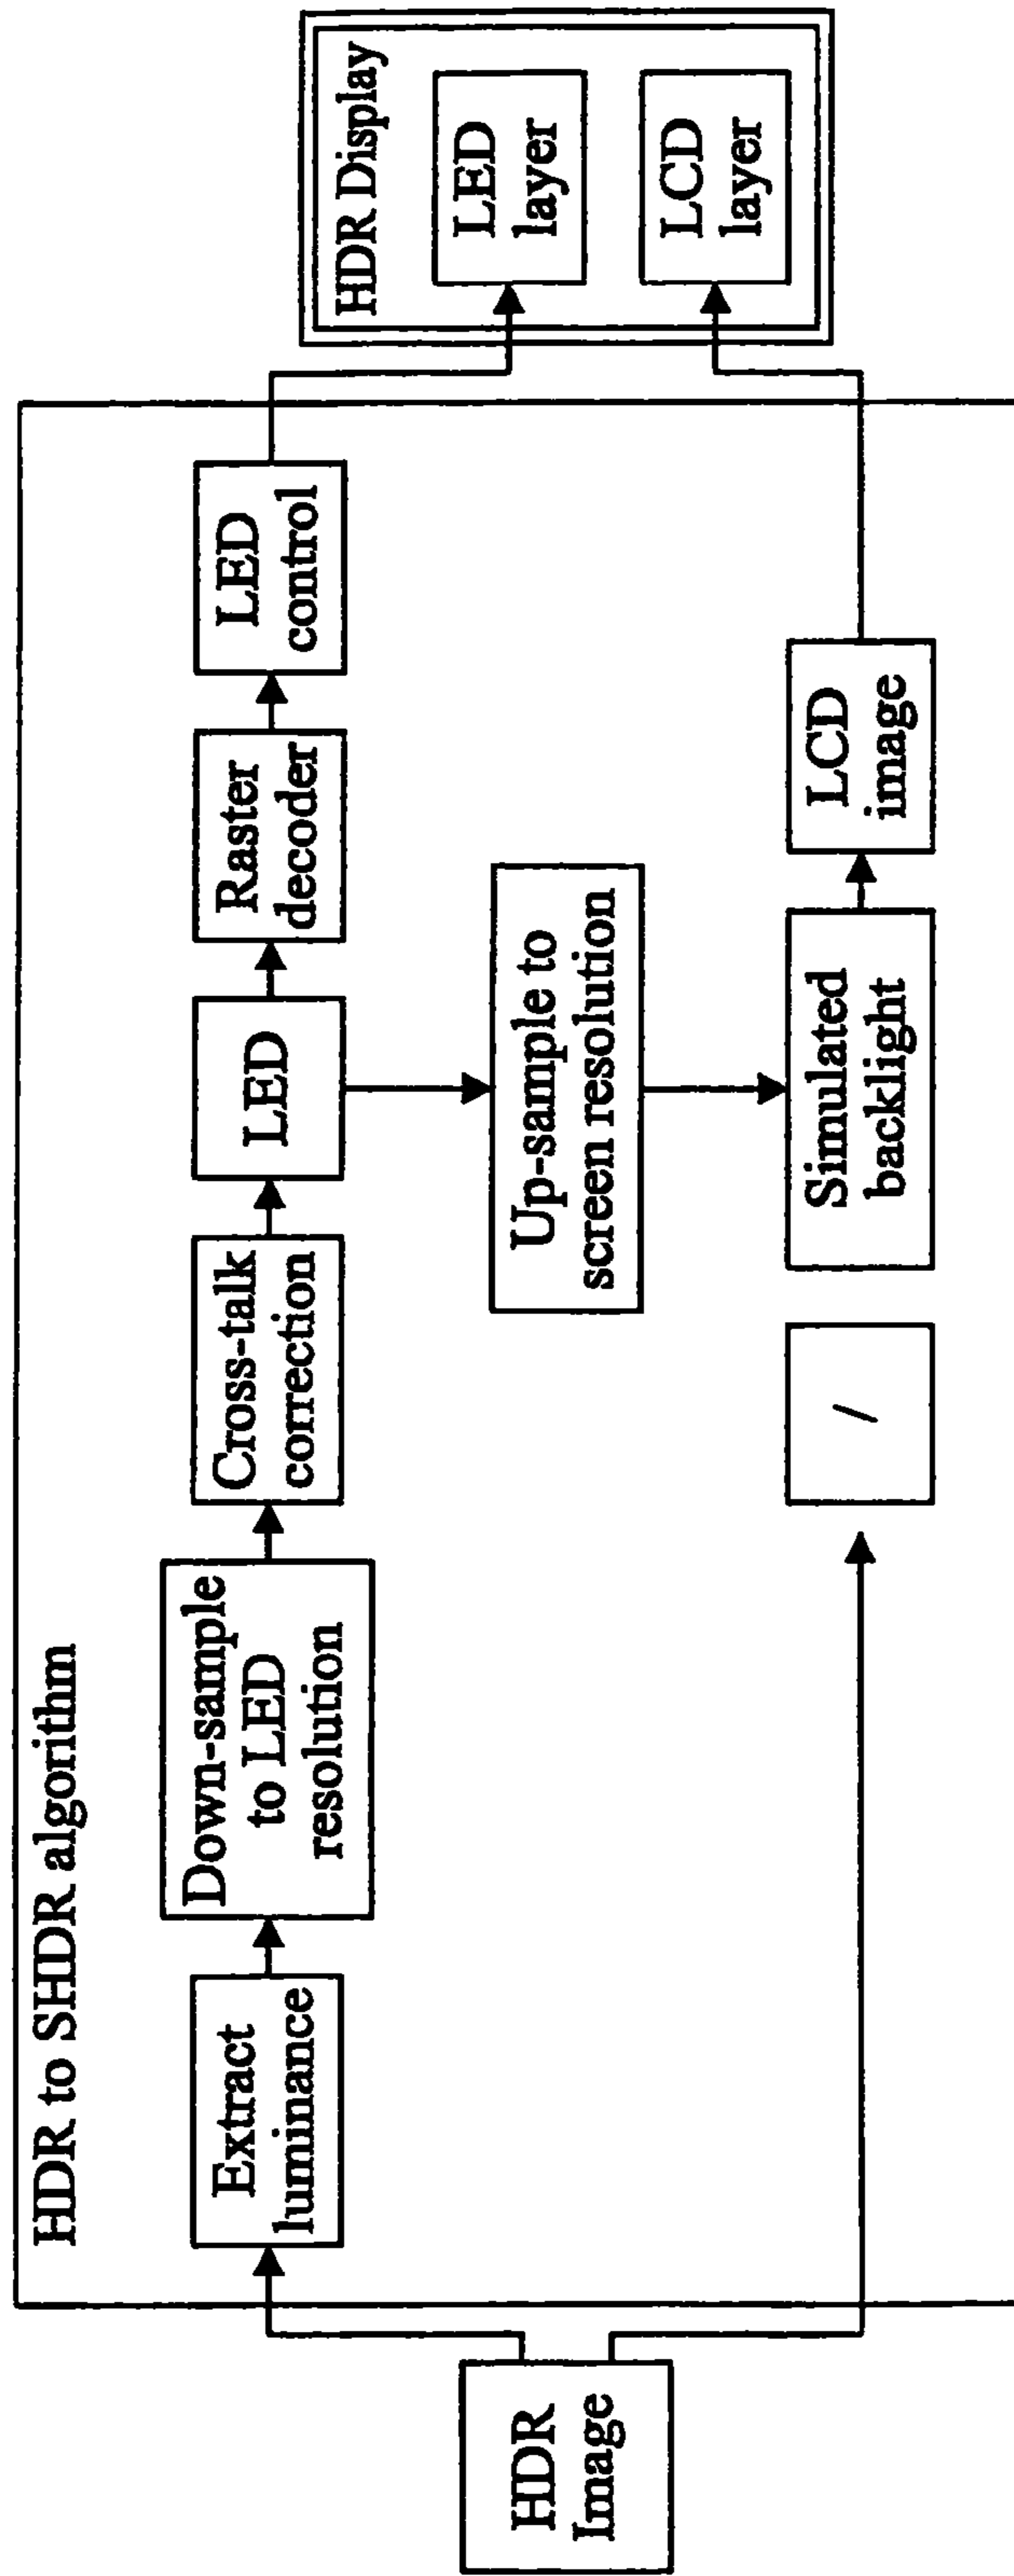 HDR to SHDR algorithm
HDR
Image
Extract
luminance
Down-sample
to LED
resolution
Cross-talk
correction
LED
Raster
decoder
LED
control
Up-sample to
screen resolution
/
Simulated
backlight
LCD
image
HDR Display
LED
layer
LCD
layer